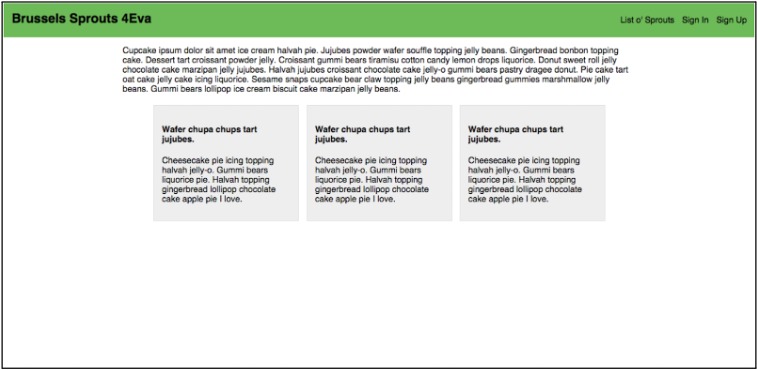 Brussels Sprouts 4Eva
List o' Sprouts Sign In Sign Up
Cupcake ipsum dolor sit amet ice cream halvah pie. Jujubes powder wafer souffle topping jelly beans. Gingerbread bonbon topping
cake. Dessert tart croissant powder jelly. Croissant gummi bears tiramisu cotton candy lemon drops liquorice. Donut sweet roll jelly
chocolate cake marzipan jelly jujubes. Halvah jujubes croissant chocolate cake jelly-o gummi bears pastry dragee donut. Pie cake tart
oat cake jelly cake icing liquorice. Sesame snaps cupcake bear claw topping jelly beans gingerbread gummies marshmallow jelly
beans. Gummi bears lollipop ice cream biscuit cake marzipan jelly beans.
Wafer chupa chups tart
jujubes.
Cheesecake pie icing topping
halvah jelly-o. Gummi bears
liquorice pie. Halvah topping
gingerbread lollipop chocolate
cake apple pie I love.
Wafer chupa chups tart
jujubes.
Cheesecake pie icing topping
halvah jelly-o. Gummi bears
liquorice pie. Halvah topping
gingerbread lollipop chocolate
cake apple pie I love.
Wafer chupa chups tart
jujubes.
Cheesecake pie icing topping
halvah jelly-o. Gummi bears
liquorice pie. Halvah topping
gingerbread lollipop chocolate
cake apple pie I love.